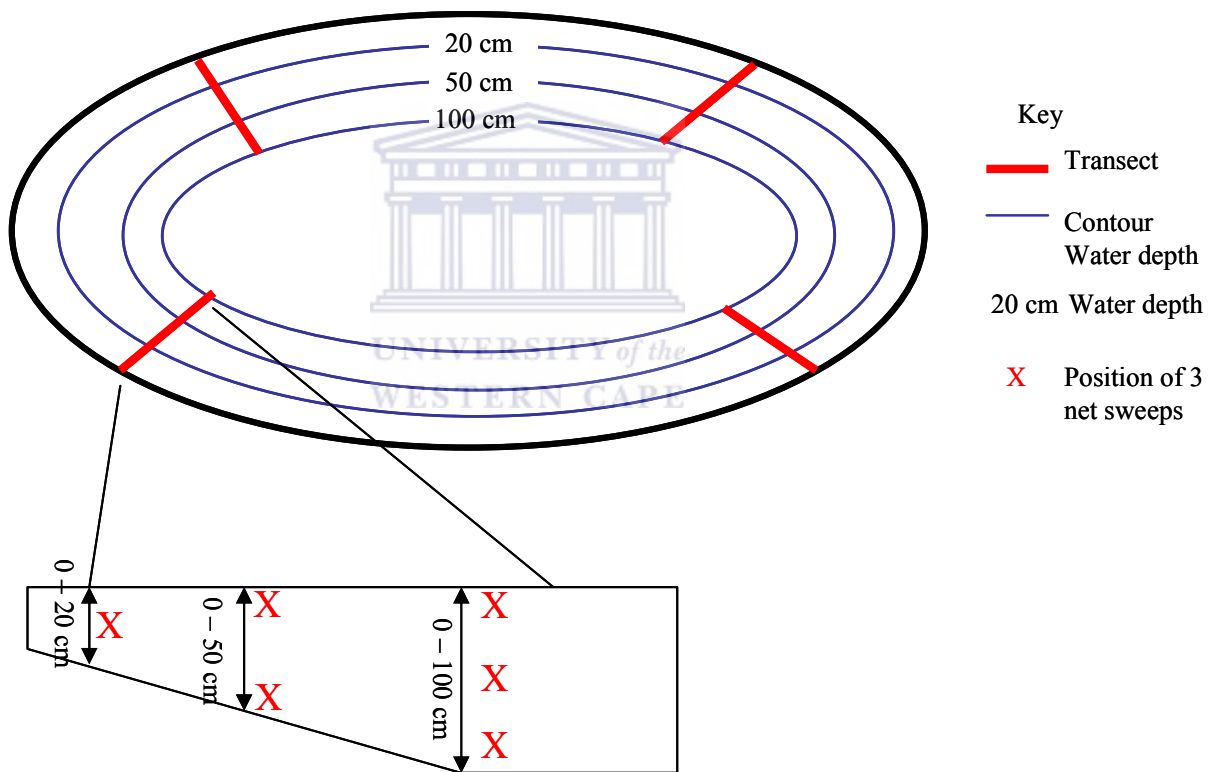 20 cm
50 cm
100 cm
UNIVERSITY of the
WESTERN CAPE
Key
Transect
Contour
Water depth
20 cm Water depth
X Position of 3
net sweeps
0 – 20 cm
X
0 – 50 cm
X
X
0 – 100 cm
X
X
X